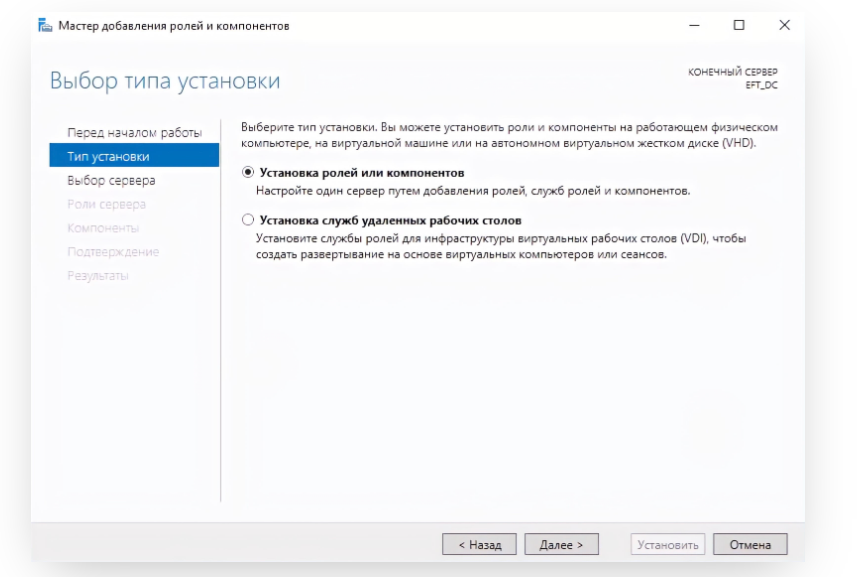 Мастер добавления ролей и компонентов
Выбор типа установки
КОНЕЧНЫЙ СЕРВЕР
EFT_DC
Перед началом работы
Тип установки
Выбор сервера
Роли сервера
Компоненты
Подтверждение
Результаты
Выберите тип установки. Вы можете установить роли и компоненты на работающем физическом
компьютере, на виртуальной машине или на автономном виртуальном жестком диске (VHD).
Установка ролей или компонентов
Настройте один сервер путем добавления ролей, служб ролей и компонентов.
Установка служб удаленных рабочих столов
Установите службы ролей для инфраструктуры виртуальных рабочих столов (VDI), чтобы
создать развертывание на основе виртуальных компьютеров или сеансов.
< Назад
Далее >
Установить
Отмена